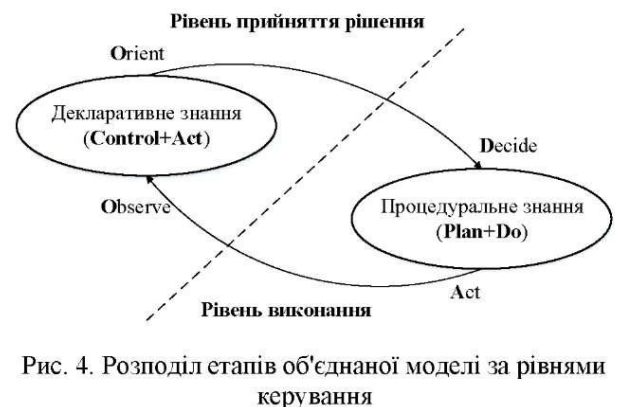 Рівень прийняття рішення
Orient
Декларативне знання
(Control+Act)
Decide
Observe
Процедуральне знання
(Plan+Do)
Act
Рівень виконання
Рис. 4. Розподіл етапів об'єднаної моделі за рівнями
керування